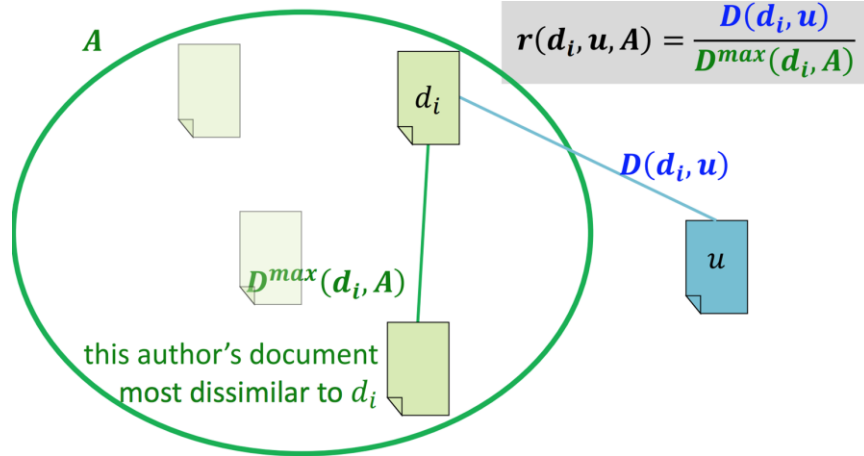 A
r(d_i, u, A) = D(d_i, u) / D^max(d_i, A)
d_i
D(d_i, u)
u
D^max(d_i, A)
this author's document
most dissimilar to d_i